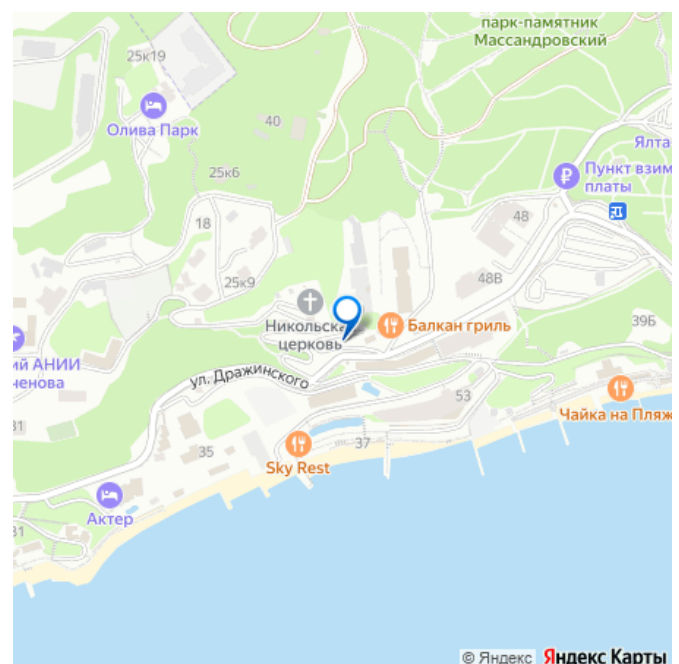 парк-памятник
Массандровский
25к19
Олива Парк
40
Ялта
Пункт взим
платы
25к6
18
48
25к9
48В
Никольская
церковь
Балкан гриль
39Б
ий АНИИ
ченова
ул. Дражинского
53
Чайка на Пляж
31
35
37
Sky Rest
Актер
31
© Яндекс Яндекс Карты